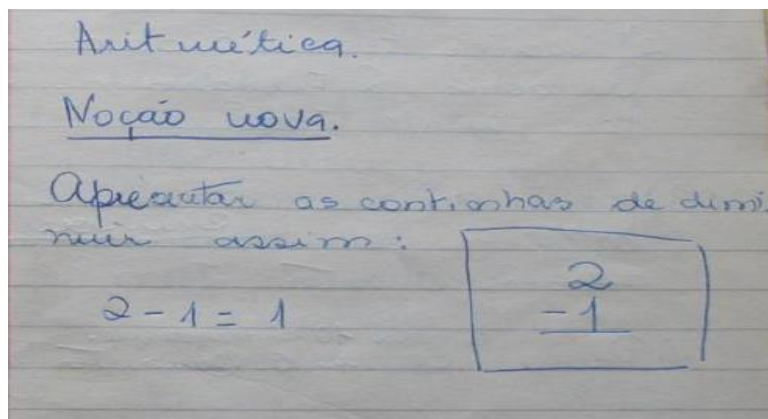 Aritmética.
Noção nova.
Apresentar as continhas de dimi
nuir assim:
2 - 1 = 1
2
- 1